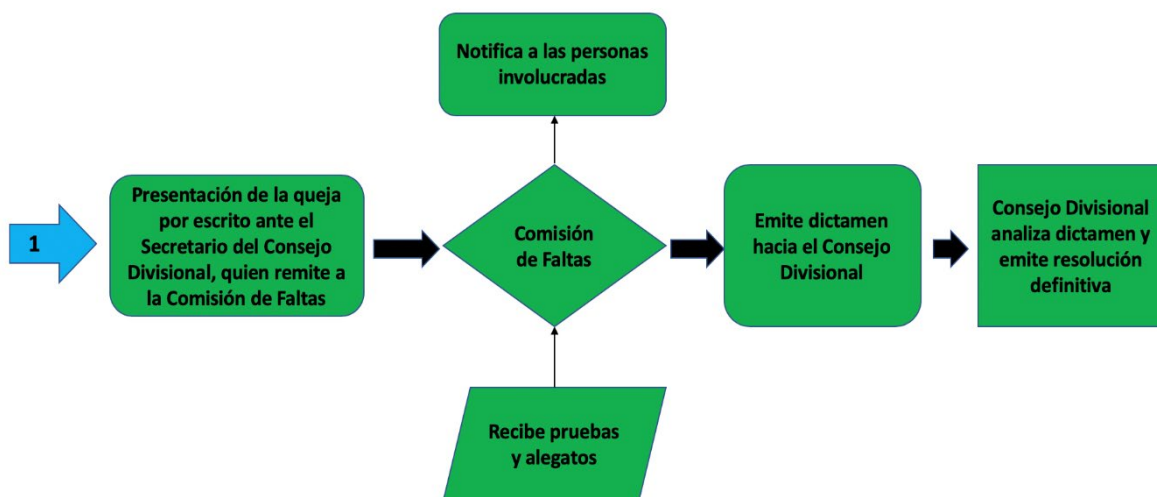 Notifica a las personas
involucradas
1
Presentación de la queja
por escrito ante el
Secretario del Consejo
Divisional, quien remite a
la Comisión de Faltas
Comisión
de Faltas
Emite dictamen
hacia el Consejo
Divisional
Consejo Divisional
analiza dictamen y
emite resolución
definitiva
Recibe pruebas
y alegatos